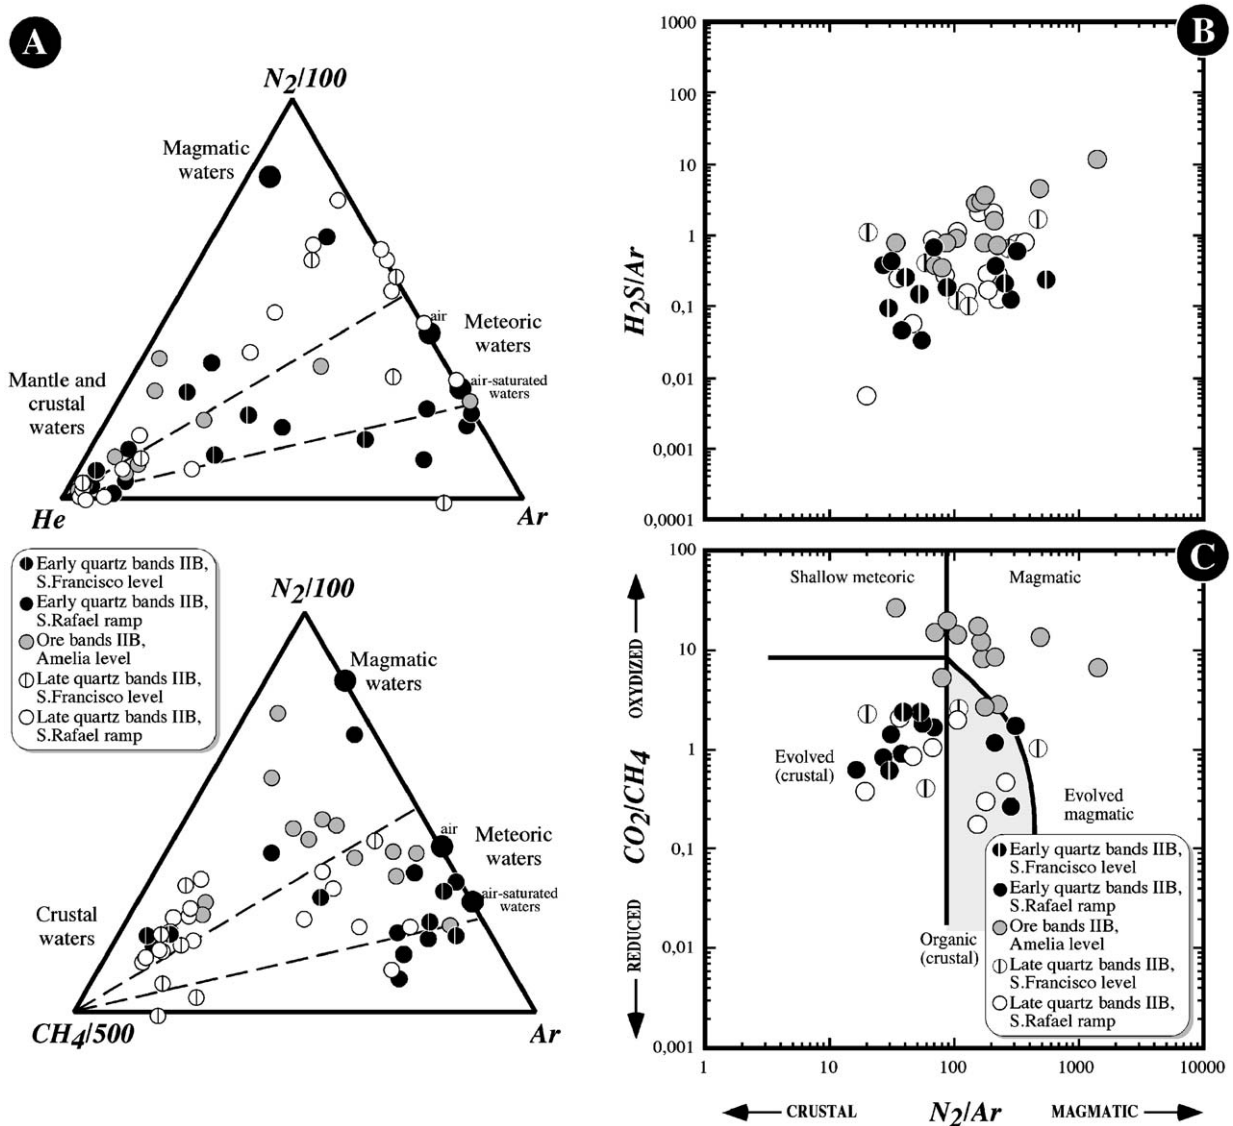 A
N2/100
Magmatic
waters
air
Meteoric
waters
air-saturated
waters
Mantle and
crustal
waters
He
Ar
Early quartz bands IIB,
S.Francisco level
Early quartz bands IIB,
S.Rafael ramp
Ore bands IIB,
Amelia level
Late quartz bands IIB,
S.Francisco level
Late quartz bands IIB,
S.Rafael ramp
N2/100
Magmatic
waters
air
Meteoric
waters
air-saturated
waters
Crustal
waters
CH4/500
Ar
B
1000
100
10
1
0,1
0,01
0,001
0,0001
H2S/Ar
C
100
10
1
0,1
0,01
0,001
OXYDIZED
CO2/CH4
REDUCED
Shallow meteoric
Magmatic
Evolved
(crustal)
Evolved
magmatic
Organic
(crustal)
Early quartz bands IIB,
S.Francisco level
Early quartz bands IIB,
S.Rafael ramp
Ore bands IIB,
Amelia level
Late quartz bands IIB,
S.Francisco level
Late quartz bands IIB,
S.Rafael ramp
1
10
100
1000
10000
CRUSTAL
N2/Ar
MAGMATIC